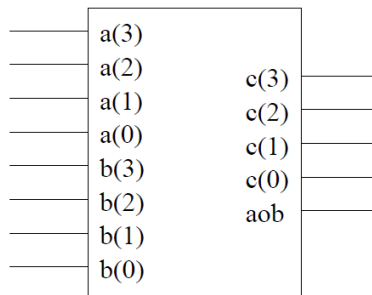 a(3)
a(2)
a(1)
a(0)
b(3)
b(2)
b(1)
b(0)
c(3)
c(2)
c(1)
c(0)
aob